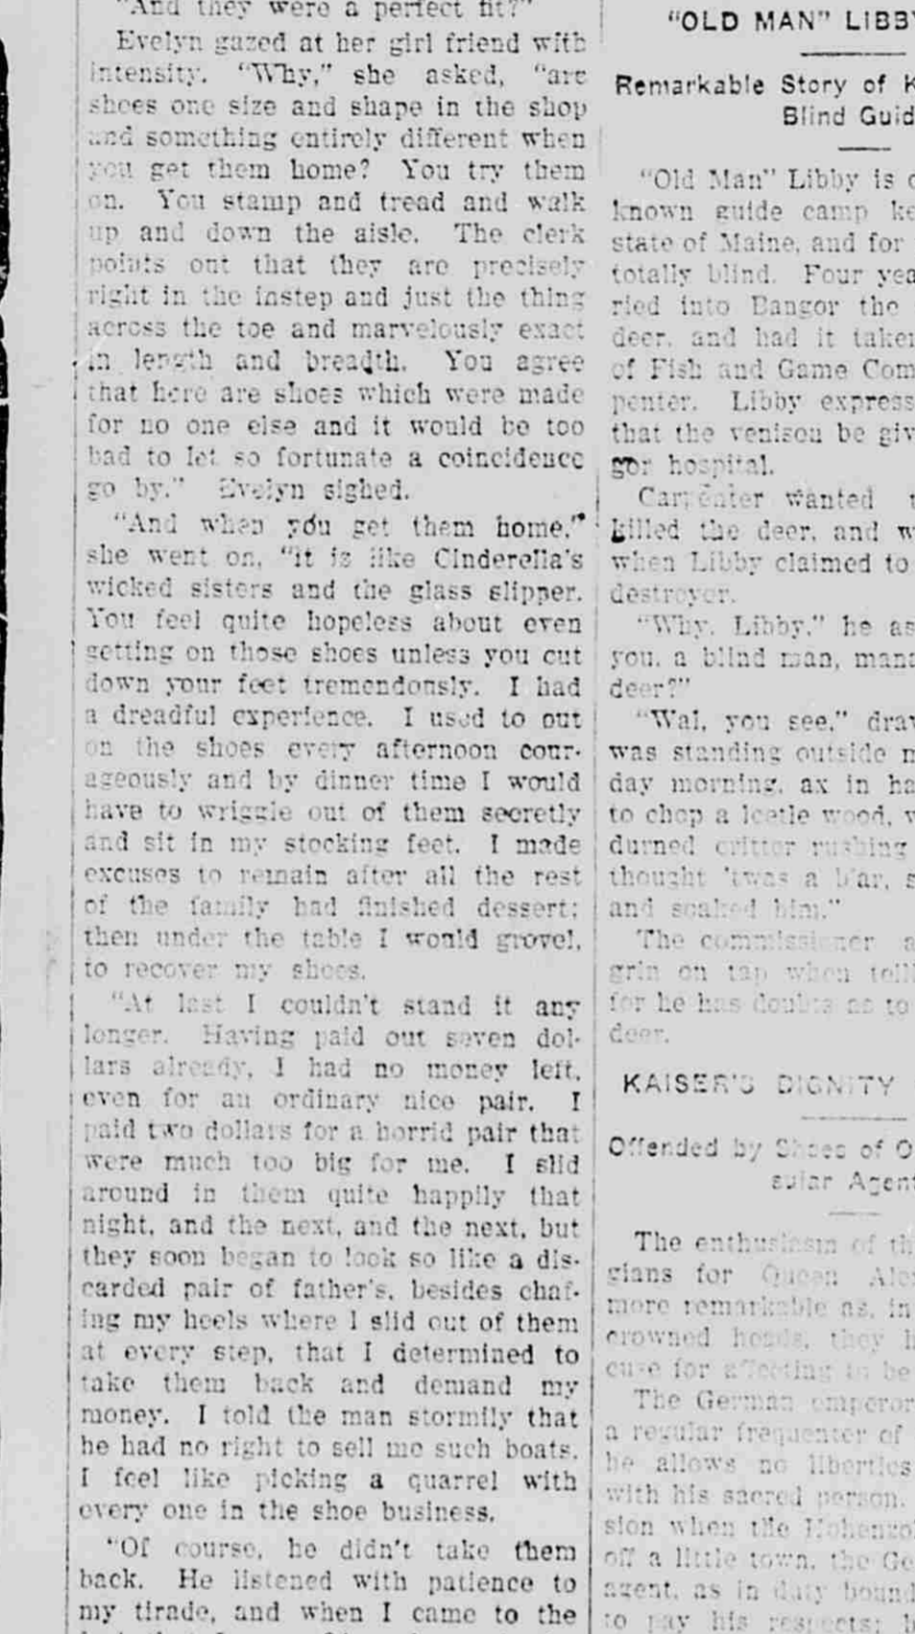 "And they were a perfect fit?"
Evelyn gazed at her girl friend with
intensity. "Why," she asked, "are
shoes one size and shape in the shop
and something entirely different when
you get them home? You try them
on. You stamp and tread and walk
up and down the aisle. The clerk
points out that they are precisely
right in the instep and just the thing
across the toe and marvelously exact
in length and breadth. You agree
that here are shoes which were made
for no one else and it would be too
bad to let so fortunate a coincidence
go by." Evelyn sighed.
"And when you get them home,"
she went on, "it is like Cinderella's
wicked sisters and the glass slipper.
You feel quite hopeless about even
getting on those shoes unless you cut
down your feet tremendously. I had
a dreadful experience. I used to put
on the shoes every afternoon cour-
ageously and by dinner time I would
have to wriggle out of them secretly
and sit in my stocking feet. I made
excuses to remain after all the rest
of the family had finished dessert;
then under the table I would grovel,
to recover my shoes.
"At last I couldn't stand it any
longer. Having paid out seven dol-
lars already, I had no money left,
even for an ordinary nice pair. I
paid two dollars for a horrid pair that
were much too big for me. I slid
around in them quite happily that
night, and the next, and the next, but
they soon began to look so like a dis-
carded pair of father's, besides chaf-
ing my heels where I slid out of them
at every step, that I determined to
take them back and demand my
money. I told the man stormily that
he had no right to sell me such boats.
I feel like picking a quarrel with
every one in the shoe business.
"Of course, he didn't take them
back. He listened with patience to
my tirade, and when I came to the
"OLD MAN" LIBBY
Remarkable Story of K
Blind Guid
"Old Man" Libby is
known guide camp ke
state of Maine, and for
totally blind. Four yea
ried into Bangor the
deer, and had it taken
of Fish and Game Com
penter. Libby express
that the venison be giv
gor hospital.
Carpenter wanted
killed the deer, and w
when Libby claimed to
destroyer.
"Why, Libby," he as
you, a blind man, mana
deer?"
"Wal, you see," draw
was standing outside m
day morning, ax in ha
to chop a leetle wood, w
durned critter rushing
thought 'twas a b'ar, s
and soaked him."
The commissioner a
grin on tap when telli
for he has doubts as to
deer.
KAISER'S DIGNITY
Offended by Shoes of O
sular Agent
The enthusiasm of th
gians for Queen Alex
more remarkable as, in
crowned heads, they h
cuse for affecting to be
The German emperor
a regular frequenter of
he allows no liberties
with his sacred person.
sion when the Hohenzol
off a little town, the Ge
agent, as in duty bound
to pay his respects; h